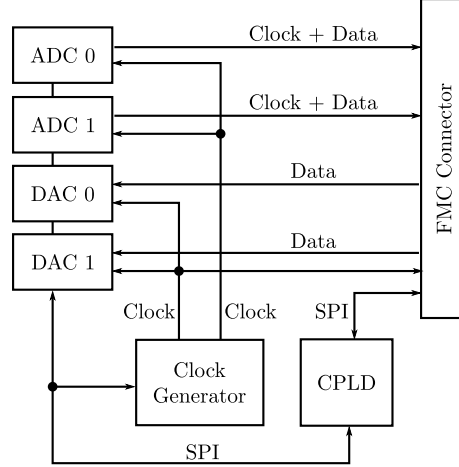 ADC 0
Clock + Data
ADC 1
Clock + Data
DAC 0
Data
DAC 1
Data
FMC Connector
Clock
Clock
SPI
Clock
Generator
CPLD
SPI